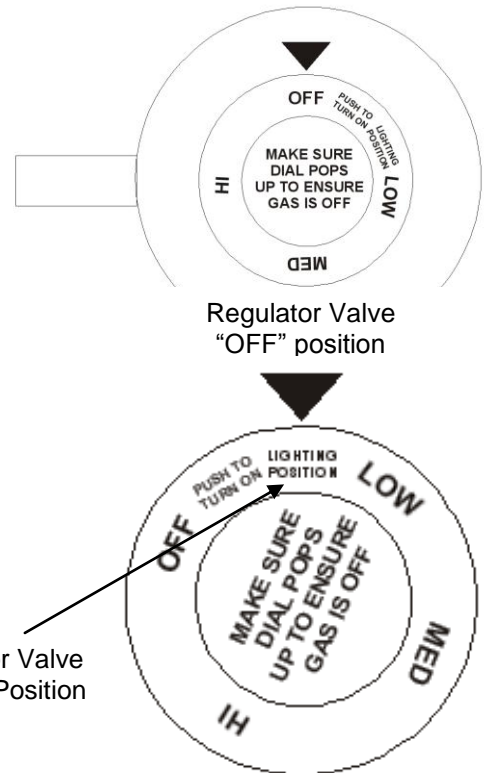 OFF
PUSH TO
TURN ON
LIGHTING
POSITION
LOW
MED
HI
MAKE SURE
DIAL POPS
UP TO ENSURE
GAS IS OFF
Regulator Valve
“OFF” position
OFF
PUSH TO
TURN ON
LIGHTING
POSITION
LOW
MED
HI
MAKE SURE
DIAL POPS
UP TO ENSURE
GAS IS OFF
r Valve
Position